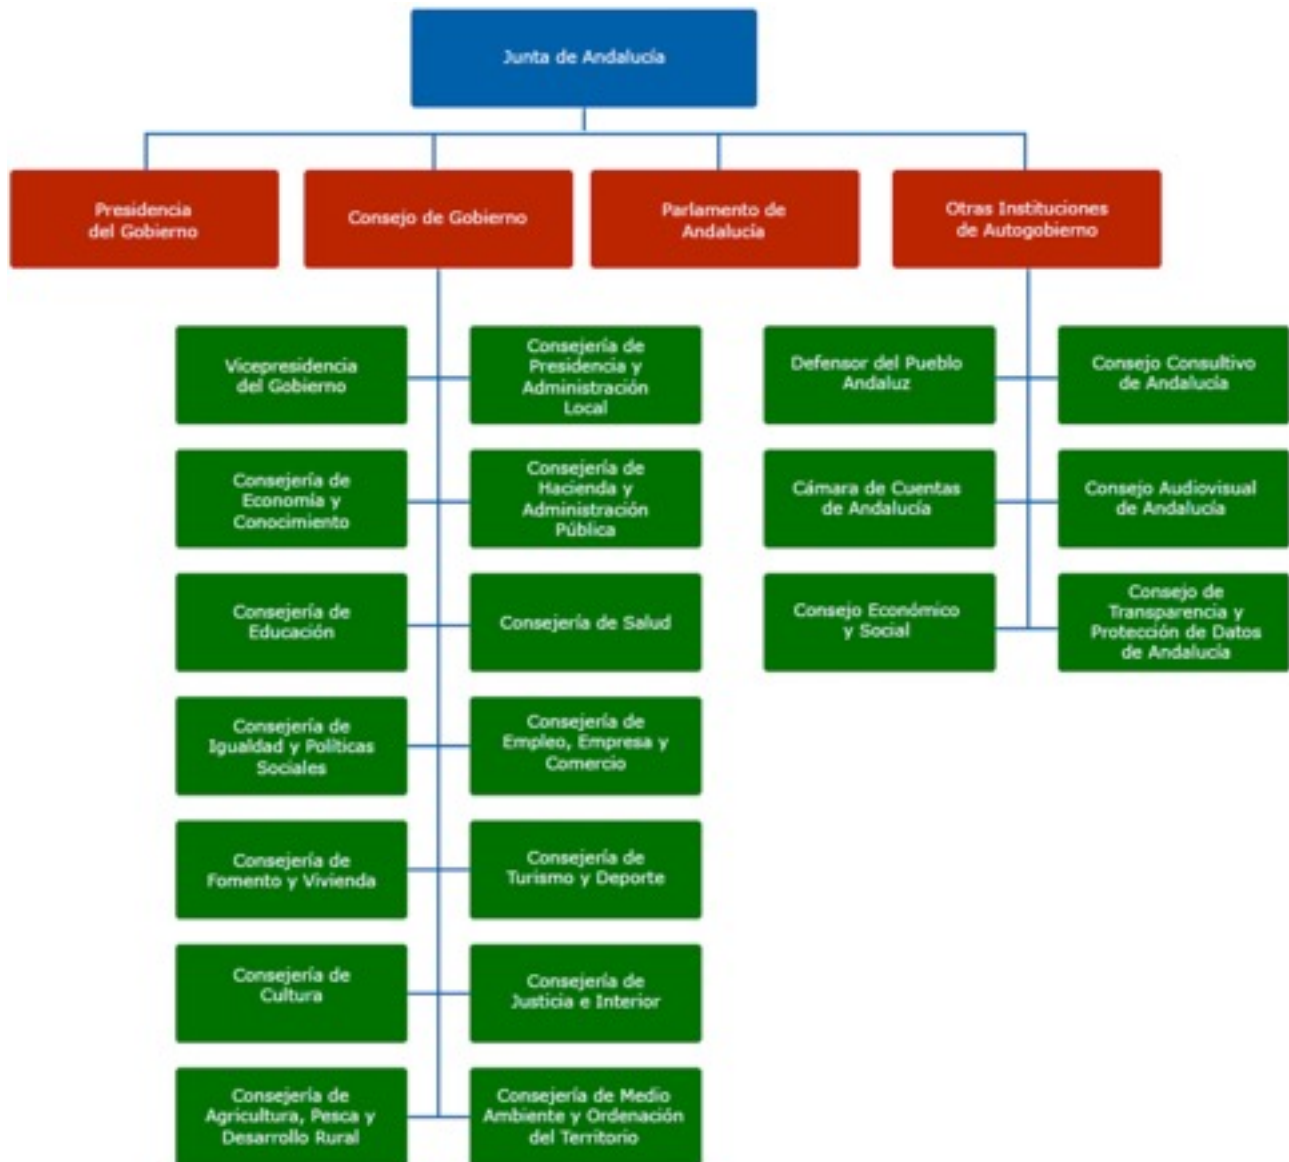 Junta de Andalucía
Presidencia
del Gobierno
Consejo de Gobierno
Parlamento de
Andalucía
Otras Instituciones
de Autogobierno
Vicepresidencia
del Gobierno
Consejería de
Presidencia y
Administración
Local
Defensor del Pueblo
Andaluz
Consejo Consultivo
de Andalucía
Consejería de
Economía y
Conocimiento
Consejería de
Hacienda y
Administración
Pública
Cámara de Cuentas
de Andalucía
Consejo Audiovisual
de Andalucía
Consejería de
Educación
Consejería de Salud
Consejo Económico
y Social
Consejo de
Transparencia y
Protección de Datos
de Andalucía
Consejería de
Igualdad y Políticas
Sociales
Consejería de
Empleo, Empresa y
Comercio
Consejería de
Fomento y Vivienda
Consejería de
Turismo y Deporte
Consejería de
Cultura
Consejería de
Justicia e Interior
Consejería de
Agricultura, Pesca y
Desarrollo Rural
Consejería de Medio
Ambiente y Ordenación
del Territorio